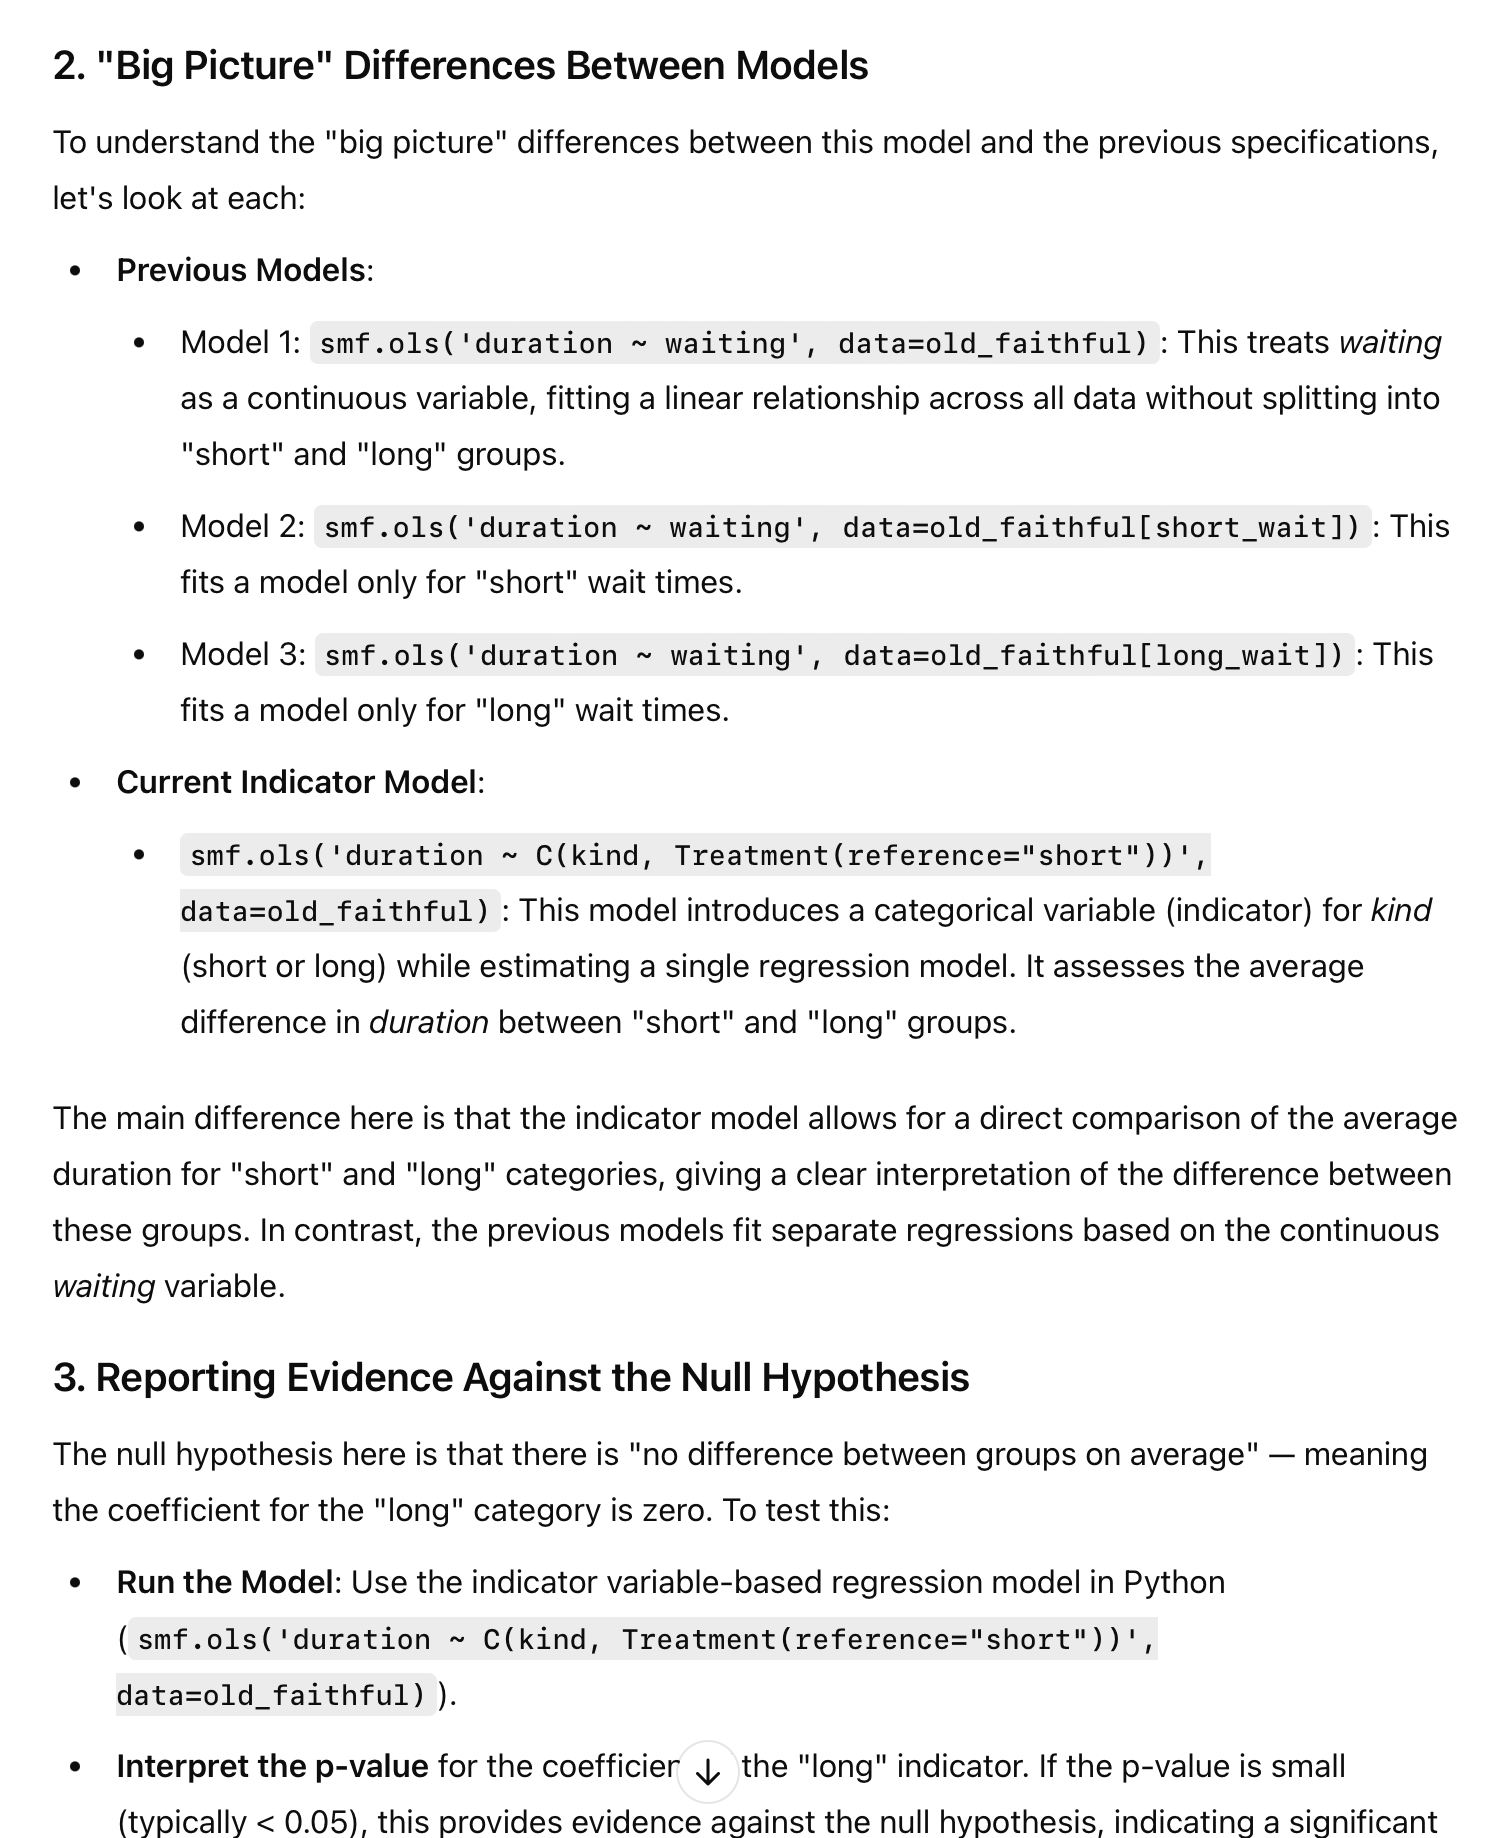 2. "Big Picture" Differences Between Models
To understand the "big picture" differences between this model and the previous specifications,
let's look at each:
• Previous Models:
• Model 1: smf.ols('duration ~ waiting', data=old_faithful): This treats waiting
as a continuous variable, fitting a linear relationship across all data without splitting into
"short" and "long" groups.
• Model 2: smf.ols('duration ~ waiting', data=old_faithful[short_wait]): This
fits a model only for "short" wait times.
• Model 3: smf.ols('duration ~ waiting', data=old_faithful[long_wait]): This
fits a model only for "long" wait times.
• Current Indicator Model:
• smf.ols('duration ~ C(kind, Treatment(reference="short"))',
data=old_faithful): This model introduces a categorical variable (indicator) for kind
(short or long) while estimating a single regression model. It assesses the average
difference in duration between "short" and "long" groups.
The main difference here is that the indicator model allows for a direct comparison of the average
duration for "short" and "long" categories, giving a clear interpretation of the difference between
these groups. In contrast, the previous models fit separate regressions based on the continuous
waiting variable.
3. Reporting Evidence Against the Null Hypothesis
The null hypothesis here is that there is "no difference between groups on average" — meaning
the coefficient for the "long" category is zero. To test this:
• Run the Model: Use the indicator variable-based regression model in Python
(smf.ols('duration ~ C(kind, Treatment(reference="short"))',
data=old_faithful)).
• Interpret the p-value for the the "long" indicator. If the p-value is small
(typically < 0.05), this provides evidence against the null hypothesis, indicating a significant